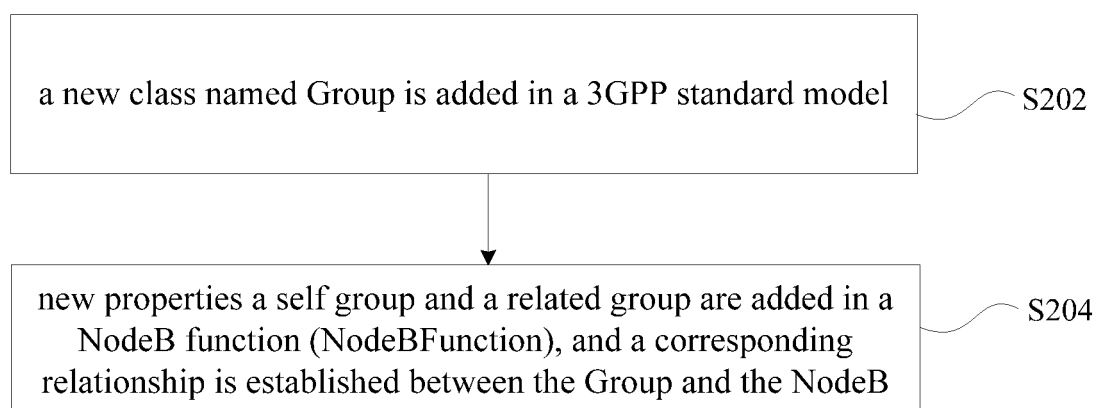 a new class named Group is added in a 3GPP standard model
S202
new properties a self group and a related group are added in a
NodeB function (NodeBFunction), and a corresponding
relationship is established between the Group and the NodeB
S204